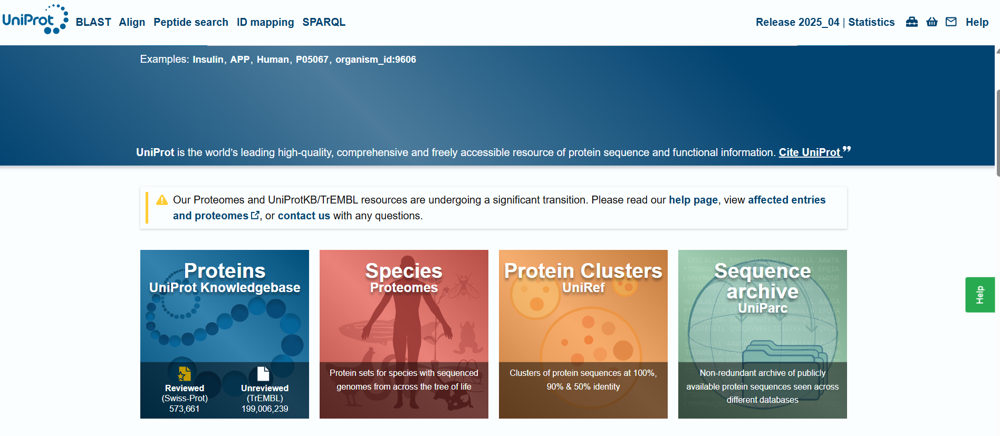 UniProt BLAST Align Peptide search ID mapping SPARQL Release 2025_04 | Statistics Help
Examples: Insulin, APP, Human, P05067, organism_id:9606
UniProt is the world’s leading high-quality, comprehensive and freely accessible resource of protein sequence and functional information. Cite UniProt ”
Our Proteomes and UniProtKB/TrEMBL resources are undergoing a significant transition. Please read our help page, view affected entries
and proteomes, or contact us with any questions.
Proteins
UniProt Knowledgebase
Reviewed
(Swiss-Prot)
573,661
Unreviewed
(TrEMBL)
199,006,239
Species
Proteomes
Protein sets for species with sequenced
genomes from across the tree of life
Protein Clusters
UniRef
Clusters of protein sequences at 100%,
90% & 50% identity
Sequence
archive
UniParc
Non-redundant archive of publicly
available protein sequences seen across
different databases
Help